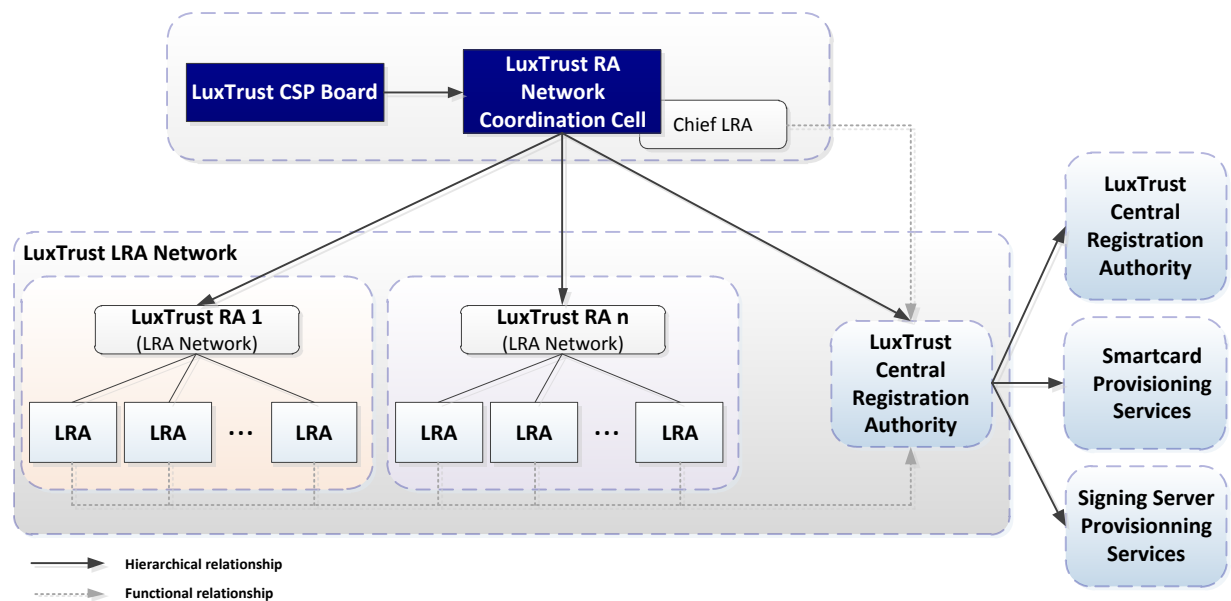 LuxTrust CSP Board
LuxTrust RA
Network
Coordination Cell
Chief LRA
LuxTrust LRA Network
LuxTrust RA 1
(LRA Network)
LRA
LRA
...
LRA
LuxTrust RA n
(LRA Network)
LRA
LRA
...
LRA
LuxTrust
Central
Registration
Authority
LuxTrust
Central
Registration
Authority
Smartcard
Provisioning
Services
Signing Server
Provisionning
Services
Hierarchical relationship
Functional relationship